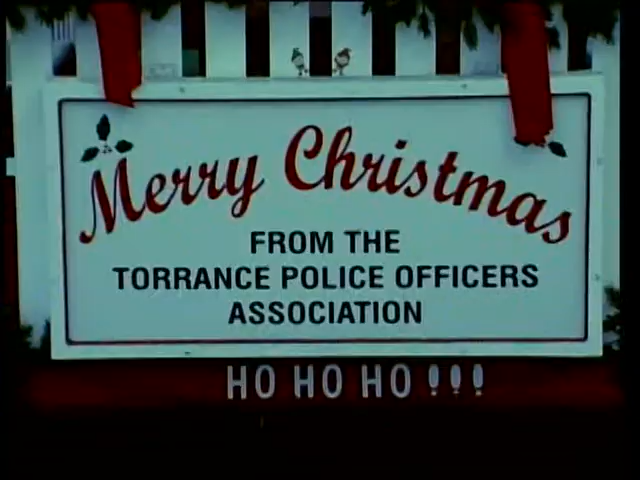 Merry Christmas
FROM THE
TORRANCE POLICE OFFICERS
ASSOCIATION
HO HO HO !!!